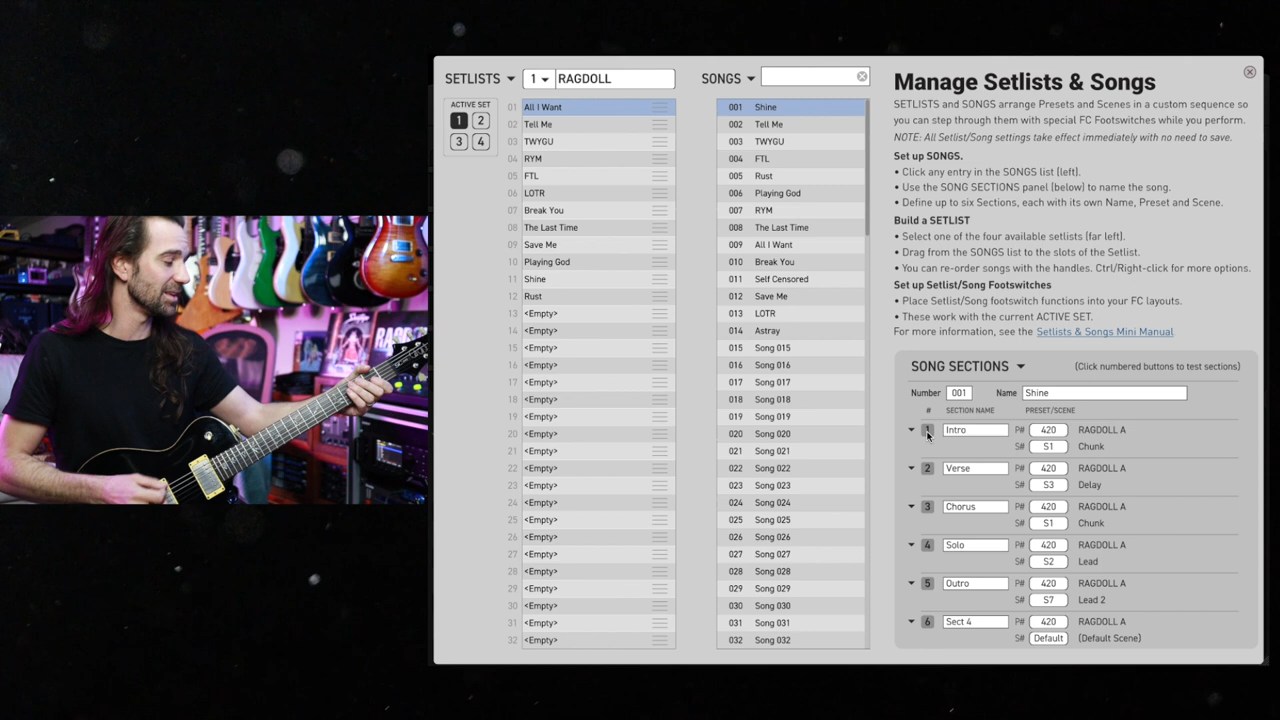 SETLISTS
1
RAGDOLL
ACTIVE SET
1 2
3 4
01 All I Want
02 Tell Me
03 TWYGU
04 RYM
05 FTL
06 LOTR
07 Break You
08 The Last Time
09 Save Me
10 Playing God
11 Shine
12 Rust
13 <Empty>
14 <Empty>
15 <Empty>
16 <Empty>
17 <Empty>
18 <Empty>
19 <Empty>
20 <Empty>
21 <Empty>
22 <Empty>
23 <Empty>
24 <Empty>
25 <Empty>
26 <Empty>
27 <Empty>
28 <Empty>
29 <Empty>
30 <Empty>
31 <Empty>
32 <Empty>
SONGS
001 Shine
002 Tell Me
003 TWYGU
004 FTL
005 Rust
006 Playing God
007 RYM
008 The Last Time
009 All I Want
010 Break You
011 Self Censored
012 Save Me
013 LOTR
014 Astray
015 Song 015
016 Song 016
017 Song 017
018 Song 018
019 Song 019
020 Song 020
021 Song 021
022 Song 022
023 Song 023
024 Song 024
025 Song 025
026 Song 026
027 Song 027
028 Song 028
029 Song 029
030 Song 030
031 Song 031
032 Song 032
Manage Setlists & Songs
SETLISTS and SONGS arrange Presets and Scenes in a custom sequence so
you can step through them with special FC Footswitches while you perform.
NOTE: All Setlist/Song settings take effect immediately with no need to save.
Set up SONGS.
• Click any entry in the SONGS list (left).
• Use the SONG SECTIONS panel (below) to name the song.
• Define up to six Sections, each with its own Name, Preset and Scene.
Build a SETLIST
• Select one of the four available setlists (far left).
• Drag from the SONGS list to the slots of the Setlist.
• You can re-order songs with the handles. Ctrl/Right-click for more options.
Set up Setlist/Song Footswitches
• Place Setlist/Song footswitch functions into your FC layouts.
• These work with the current ACTIVE SET.
For more information, see the Setlists & Songs Mini Manual
SONG SECTIONS (Click numbered buttons to test sections)
Number 001 Name Shine
# SECTION NAME PRESET/SCENE
1 Intro P# 420 RAGDOLL A
S# S1 Chunk
2 Verse P# 420 RAGDOLL A
S# S3 Delay
3 Chorus P# 420 RAGDOLL A
S# S1 Chunk
4 Solo P# 420 RAGDOLL A
S# S2 Lead
5 Outro P# 420 RAGDOLL A
S# S7 Lead 2
6 Sect 4 P# 420 RAGDOLL A
S# Default (Default Scene)
RAGDOLL